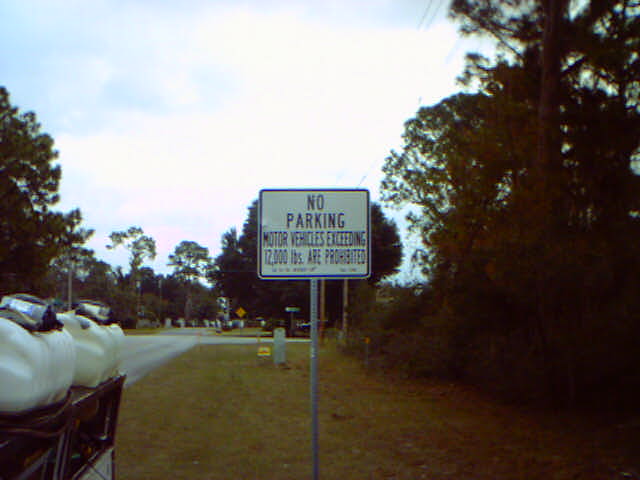 NO
PARKING
MOTOR VEHICLES EXCEEDING
12,000 lbs. ARE PROHIBITED